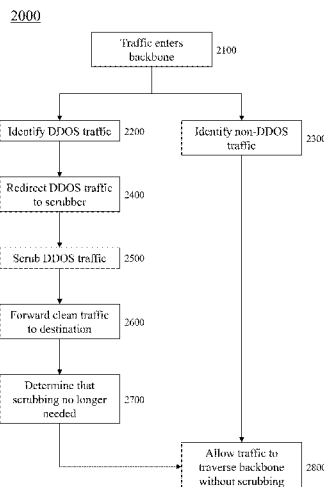 2000
Traffic enters
backbone
2100
Identify DDOS traffic
2200
Identify non-DDOS
traffic
2300
Redirect DDOS traffic
to scrubber
2400
Scrub DDOS traffic
2500
Forward clean traffic
to destination
2600
Determine that
scrubbing no longer
needed
2700
Allow traffic to
traverse backbone
without scrubbing
2800